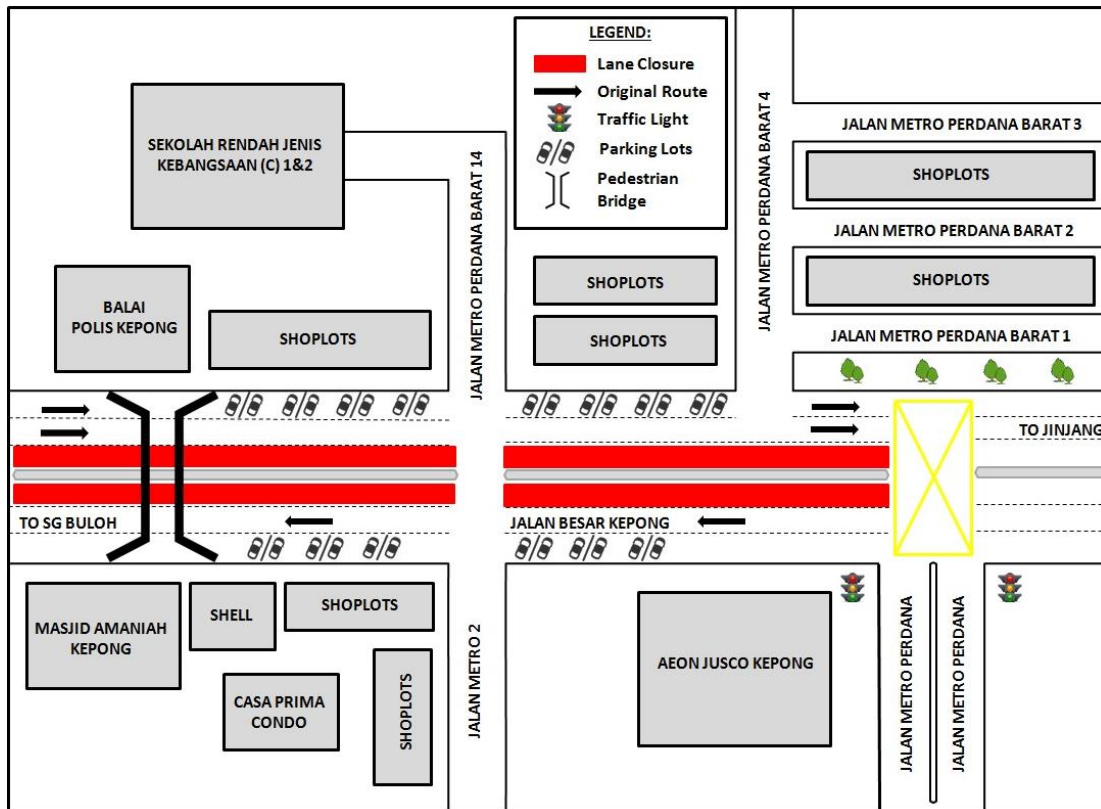 LEGEND:
Lane Closure
Original Route
Traffic Light
Parking Lots
Pedestrian
Bridge
SEKOLAH RENDAH JENIS
KEBANGSAAN (C) 1&2
JALAN METRO PERDANA BARAT 14
JALAN METRO PERDANA BARAT 4
JALAN METRO PERDANA BARAT 3
SHOPLOTS
JALAN METRO PERDANA BARAT 2
SHOPLOTS
JALAN METRO PERDANA BARAT 1
BALAI
POLIS KEPONG
SHOPLOTS
SHOPLOTS
SHOPLOTS
TO JINJANG
TO SG BULOH
JALAN BESAR KEPONG
MASJID AMANIAH
KEPONG
SHELL
SHOPLOTS
CASA PRIMA
CONDO
SHOPLOTS
JALAN METRO 2
AEON JUSCO KEPONG
JALAN METRO PERDANA
JALAN METRO PERDANA